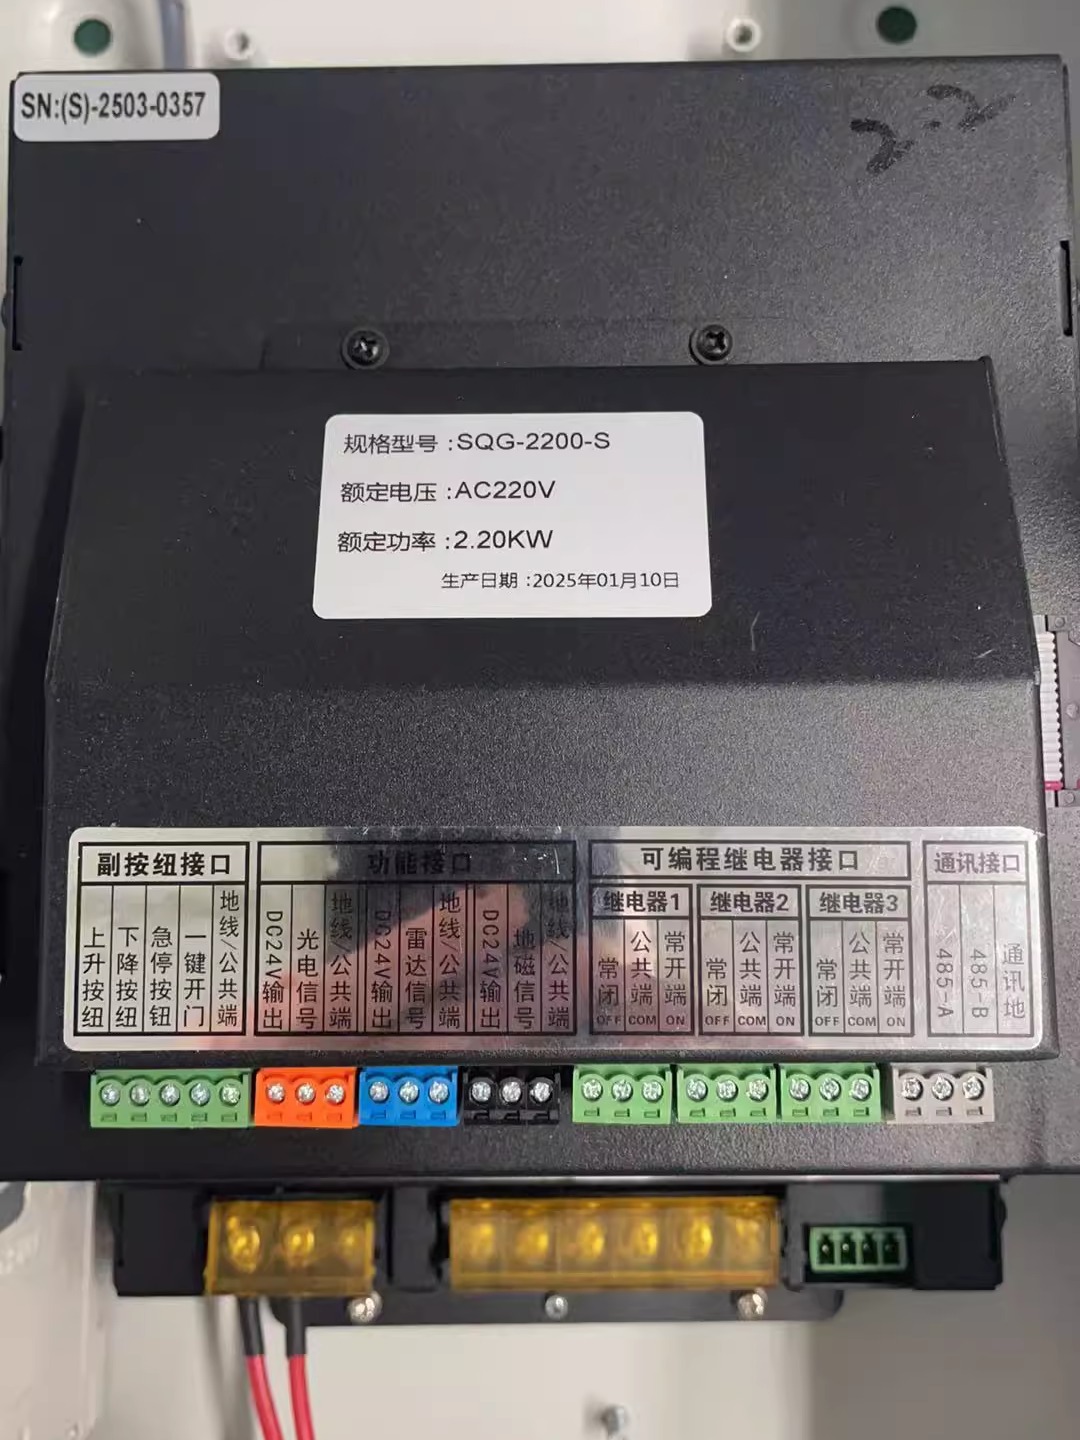 SN:(S)-2503-0357
2-2
规格型号:SQG-2200-S
额定电压:AC220V
额定功率:2.20KW
生产日期:2025年01月10日
副按纽接口
上升按纽
下降按纽
急停按钮
一键开门
地线/公共端
功能接口
DC24V输出
光电信号
地线/公共端
DC24V输出
雷达信号
地线/公共端
DC24V输出
地磁信号
地线/公共端
可编程继电器接口
继电器1
常闭 OFF
公共端 COM
常开端 ON
继电器2
常闭 OFF
公共端 COM
常开端 ON
继电器3
常闭 OFF
公共端 COM
常开端 ON
通讯接口
485-A
485-B
通讯地